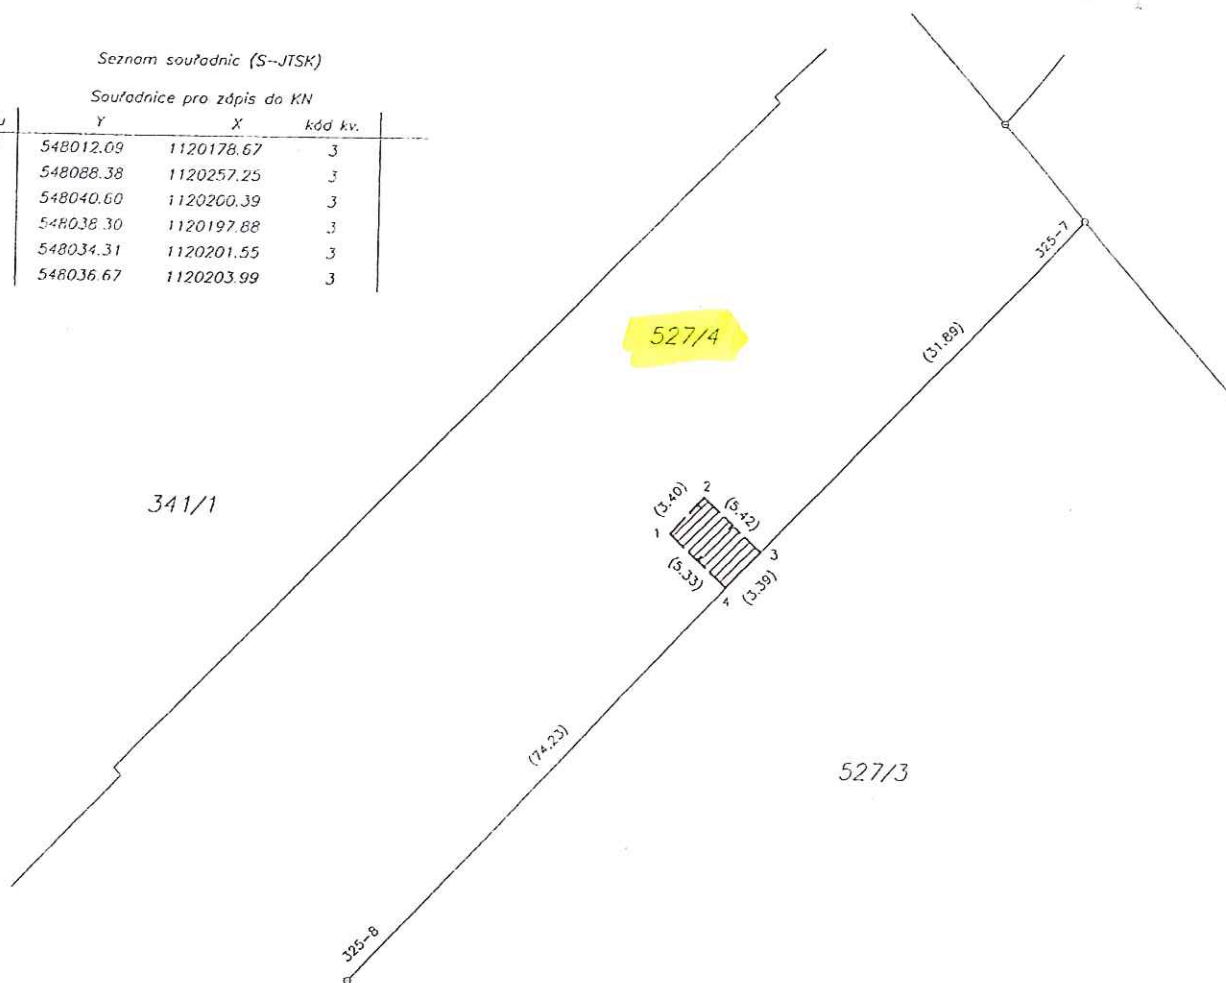 Seznam souřadnic (S-JTSK)
Souřadnice pro zápis do KN
Y X kód kv.
548012.09 1120178.67 3
548088.38 1120257.25 3
548040.60 1120200.39 3
548038.30 1120197.88 3
548034.31 1120201.55 3
548036.67 1120203.99 3
325-7
527/4
(31.89)
341/1
(3.40)
2
(5.42)
1
3
(5.33)
(3.39)
4
(74.23)
527/3
325-8